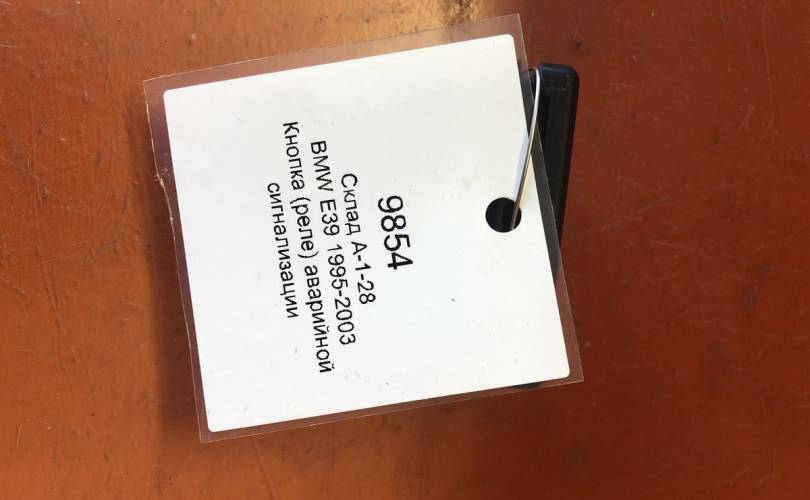 9854
Склад А-1-28
BMW E39 1995-2003
Кнопка (реле) аварийной
сигнализации